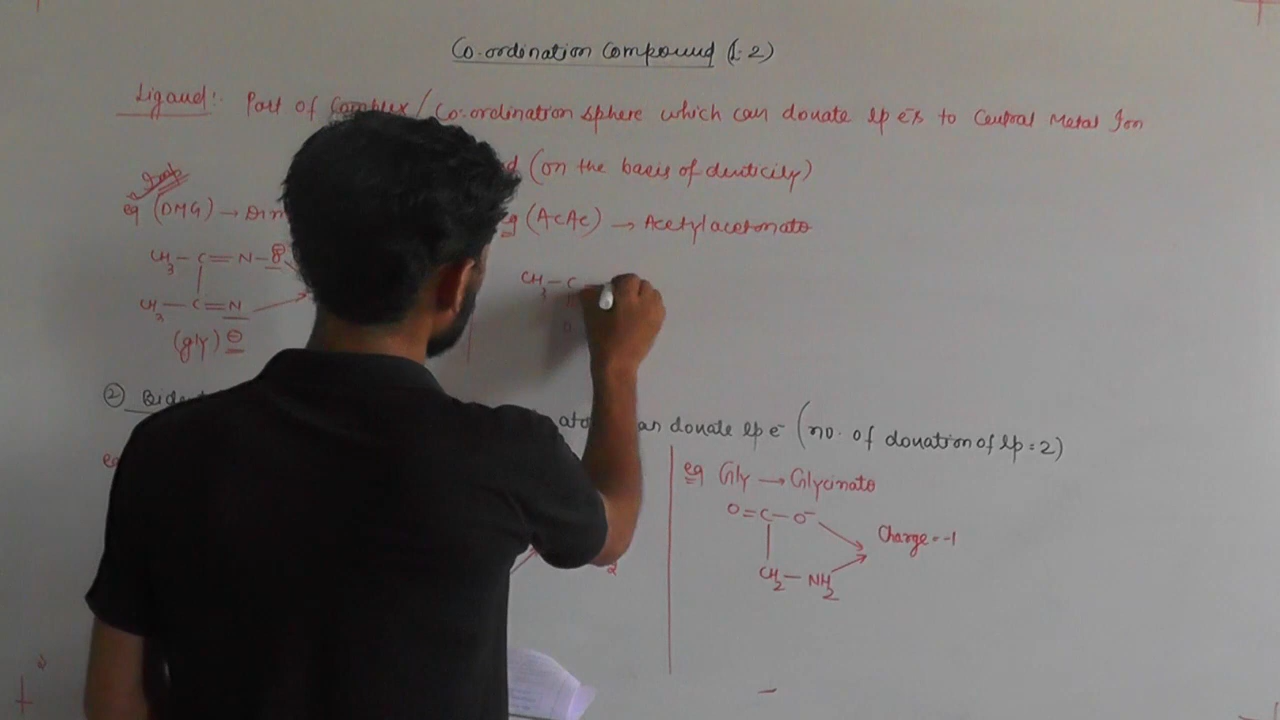 Co-ordination Compound (L-2)
Ligand:- Part of Complex/Co-ordination sphere which can donate lp e⁻s to Central Metal Ion
(on the basis of denticity)
eg (DMG) →
eg (AcAc) → Acetylacetonato
CH3 – C = N –
CH3 – C = N
(gly) ⊖
CH3 – C
②
donate lp e⁻ (no. of donation of lp = 2)
eg Gly → Glycinato
O = C – O⁻
Charge = -1
CH2 – NH2